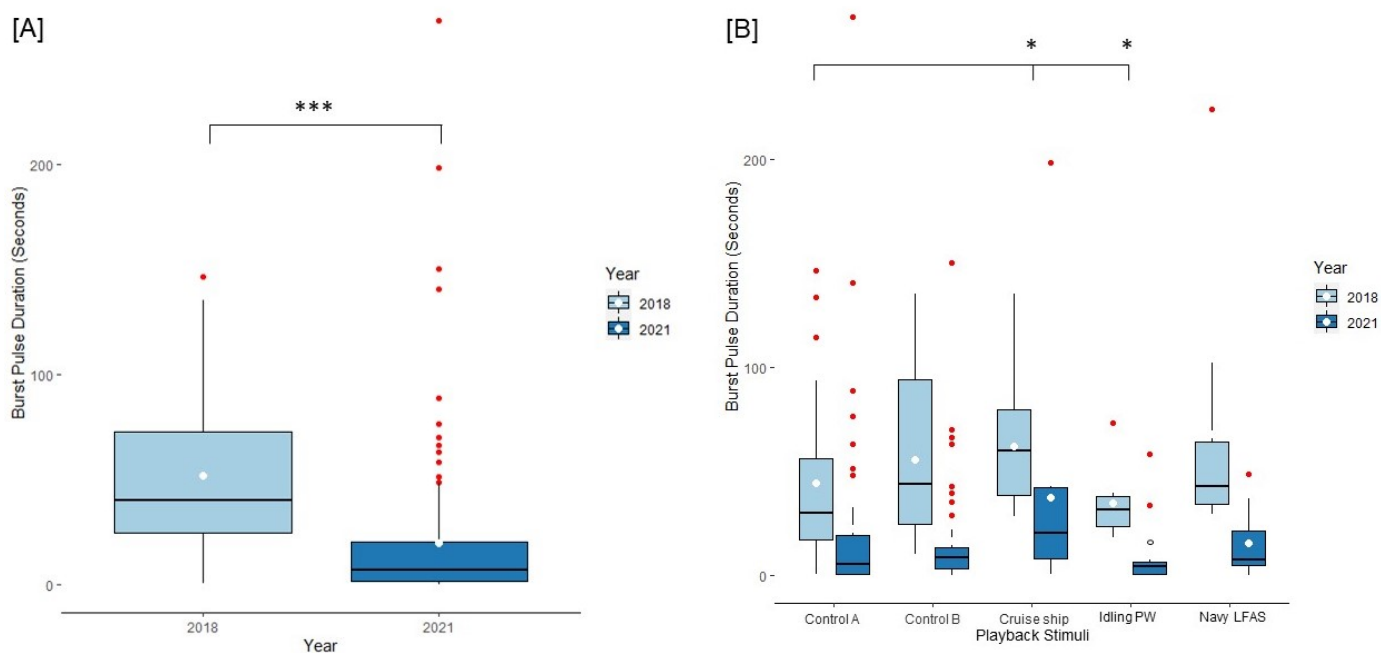 [A]
***
200
100
0
Burst Pulse Duration (Seconds)
2018
2021
Year
Year
2018
2021
[B]
*
*
200
100
0
Burst Pulse Duration (Seconds)
Control A
Control B
Cruise ship
Idling PW
Navy LFAS
Playback Stimuli
Year
2018
2021